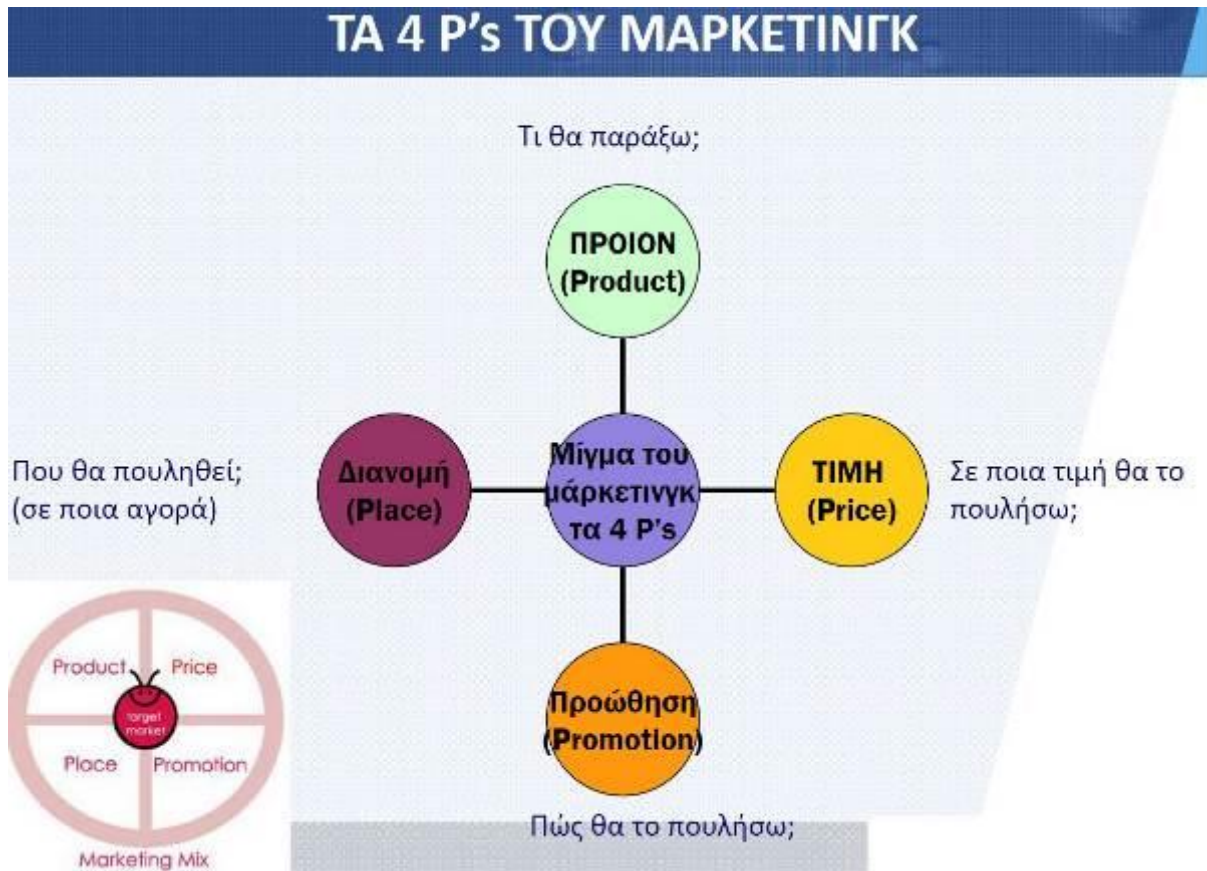 ΤΑ 4 P's ΤΟΥ ΜΑΡΚΕΤΙΝΓΚ
Τι θα παράξω;
ΠΡΟΙΟΝ
(Product)
Που θα πουληθεί;
(σε ποια αγορά)
Διανομή
(Place)
Μίγμα του
μάρκετινγκ
τα 4 P's
ΤΙΜΗ
(Price)
Σε ποια τιμή θα το
πουλήσω;
Προώθηση
(Promotion)
Πώς θα το πουλήσω;
Product
Price
target
market
Place
Promotion
Marketing Mix